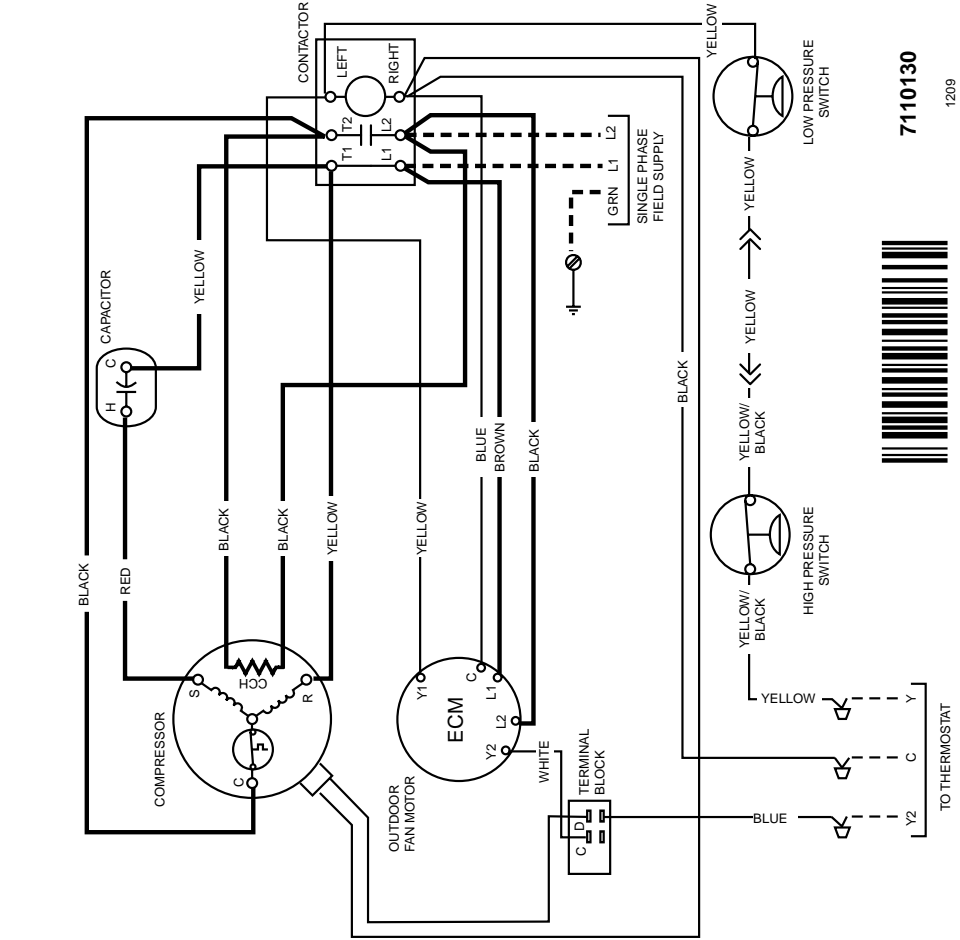 CONTACTOR
LEFT
RIGHT
T2
L2
T1
L1
YELLOW
LOW PRESSURE
SWITCH
7110130
1209
L2
L1
GRN
SINGLE PHASE
FIELD SUPPLY
YELLOW
YELLOW
CAPACITOR
C
H
YELLOW
BLACK
YELLOW/
BLACK
BLUE
BROWN
BLACK
BLACK
BLACK
YELLOW
YELLOW
BLACK
RED
HIGH PRESSURE
SWITCH
YELLOW/
BLACK
COMPRESSOR
S
CCH
R
C
OUTDOOR
FAN MOTOR
Y1
C
L1
ECM
L2
Y2
WHITE
TERMINAL
BLOCK
D
C
YELLOW
BLUE
Y
C
Y2
TO THERMOSTAT